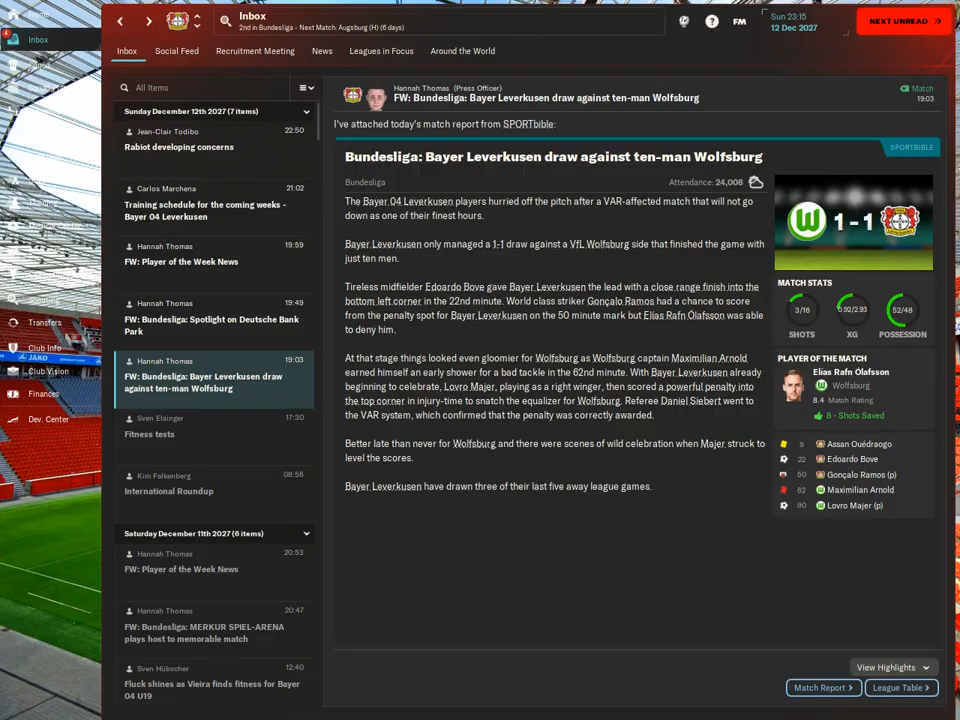 Home
4
Inbox
Inbox
2nd in Bundesliga - Next Match: Augsburg (H) (6 days)
?
FM
Sun 23:15
12 Dec 2027
NEXT UNREAD
Inbox
Social Feed
Recruitment Meeting
News
Leagues in Focus
Around the World
All Items
Sunday December 12th 2027 (7 items)
Jean-Clair Todibo
22:50
Rabiot developing concerns
Carlos Marchena
21:02
Training schedule for the coming weeks -
Bayer 04 Leverkusen
Hannah Thomas
19:59
FW: Player of the Week News
Hannah Thomas
19:49
FW: Bundesliga: Spotlight on Deutsche Bank
Park
Hannah Thomas
19:03
FW: Bundesliga: Bayer Leverkusen draw
against ten-man Wolfsburg
Sven Elsinger
17:30
Fitness tests
Kim Falkenberg
08:56
International Roundup
Saturday December 11th 2027 (6 items)
Hannah Thomas
20:53
FW: Player of the Week News
Hannah Thomas
20:47
FW: Bundesliga: MERKUR SPIEL-ARENA
plays host to memorable match
Sven Hübscher
12:40
Fluck shines as Vieira finds fitness for Bayer
04 U19
Transfers
Club Info
JAKO
Club Vision
Finances
Dev. Center
Hannah Thomas (Press Officer)
FW: Bundesliga: Bayer Leverkusen draw against ten-man Wolfsburg
Match
19:03
I've attached today's match report from SPORTbible:
SPORTBIBLE
Bundesliga: Bayer Leverkusen draw against ten-man Wolfsburg
Bundesliga
Attendance: 24,008
The Bayer 04 Leverkusen players hurried off the pitch after a VAR-affected match that will not go
down as one of their finest hours.
Bayer Leverkusen only managed a 1-1 draw against a VfL Wolfsburg side that finished the game with
just ten men.
Tireless midfielder Edoardo Bove gave Bayer Leverkusen the lead with a close range finish into the
bottom left corner in the 22nd minute. World class striker Gonçalo Ramos had a chance to score
from the penalty spot for Bayer Leverkusen on the 50 minute mark but Elías Rafn Ólafsson was able
to deny him.
At that stage things looked even gloomier for Wolfsburg as Wolfsburg captain Maximilian Arnold
earned himself an early shower for a bad tackle in the 62nd minute. With Bayer Leverkusen already
beginning to celebrate, Lovro Majer, playing as a right winger, then scored a powerful penalty into
the top corner in injury-time to snatch the equalizer for Wolfsburg. Referee Daniel Siebert went to
the VAR system, which confirmed that the penalty was correctly awarded.
Better late than never for Wolfsburg and there were scenes of wild celebration when Majer struck to
level the scores.
Bayer Leverkusen have drawn three of their last five away league games.
1 - 1
MATCH STATS
3/16
0.92/2.93
52/48
SHOTS
XG
POSSESSION
PLAYER OF THE MATCH
Elías Rafn Ólafsson
Wolfsburg
8.4 Match Rating
8 - Shots Saved
9 Assan Ouédraogo
22 Edoardo Bove
50 Gonçalo Ramos (p)
62 Maximilian Arnold
90 Lovro Majer (p)
View Highlights
Match Report
League Table